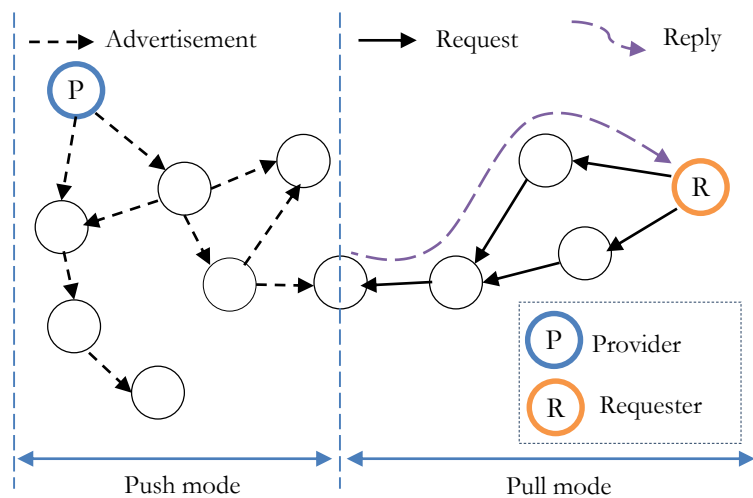 Advertisement
Request
Reply
P
R
P
Provider
R
Requester
Push mode
Pull mode